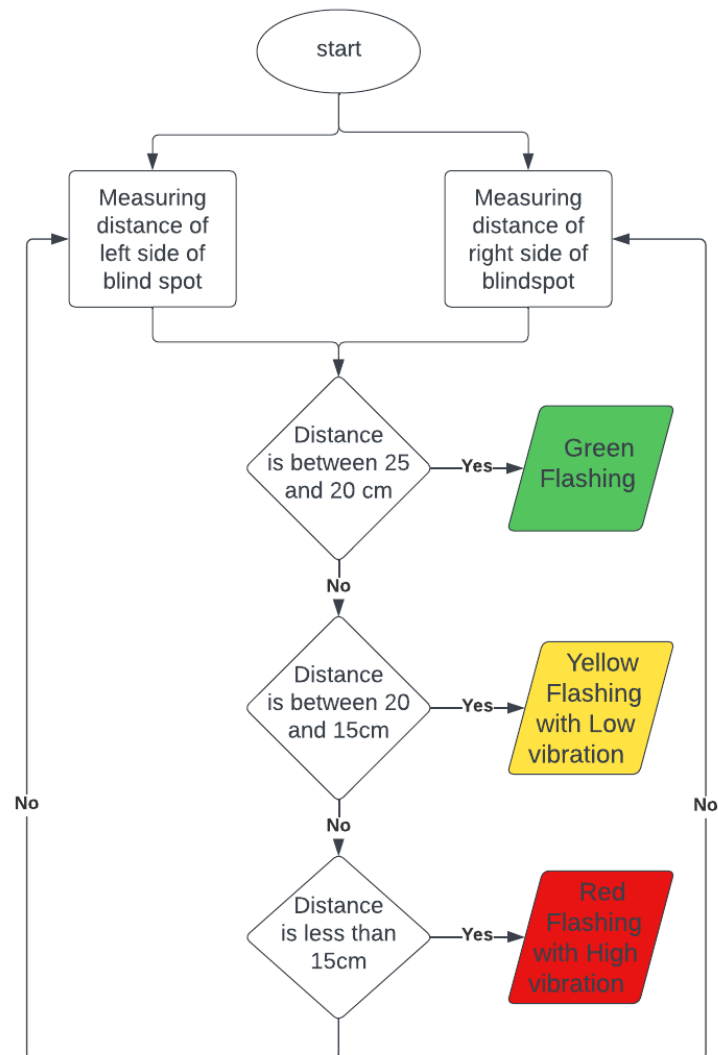 start
Measuring
distance of
left side of
blind spot
Measuring
distance of
right side of
blindspot
Distance
is between 25
and 20 cm
Yes
Green
Flashing
No
Distance
is between 20
and 15cm
Yes
Yellow
Flashing
with Low
vibration
No
No
No
Distance
is less than
15cm
Yes
Red
Flashing
with High
vibration